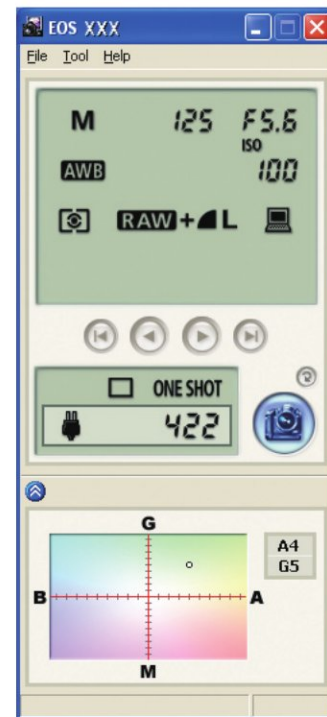 EOS XXX
File Tool Help
M 125 F5.6
ISO
AWB 100
RAW+ L
ONE SHOT
422
G
A4
G5
B A
M